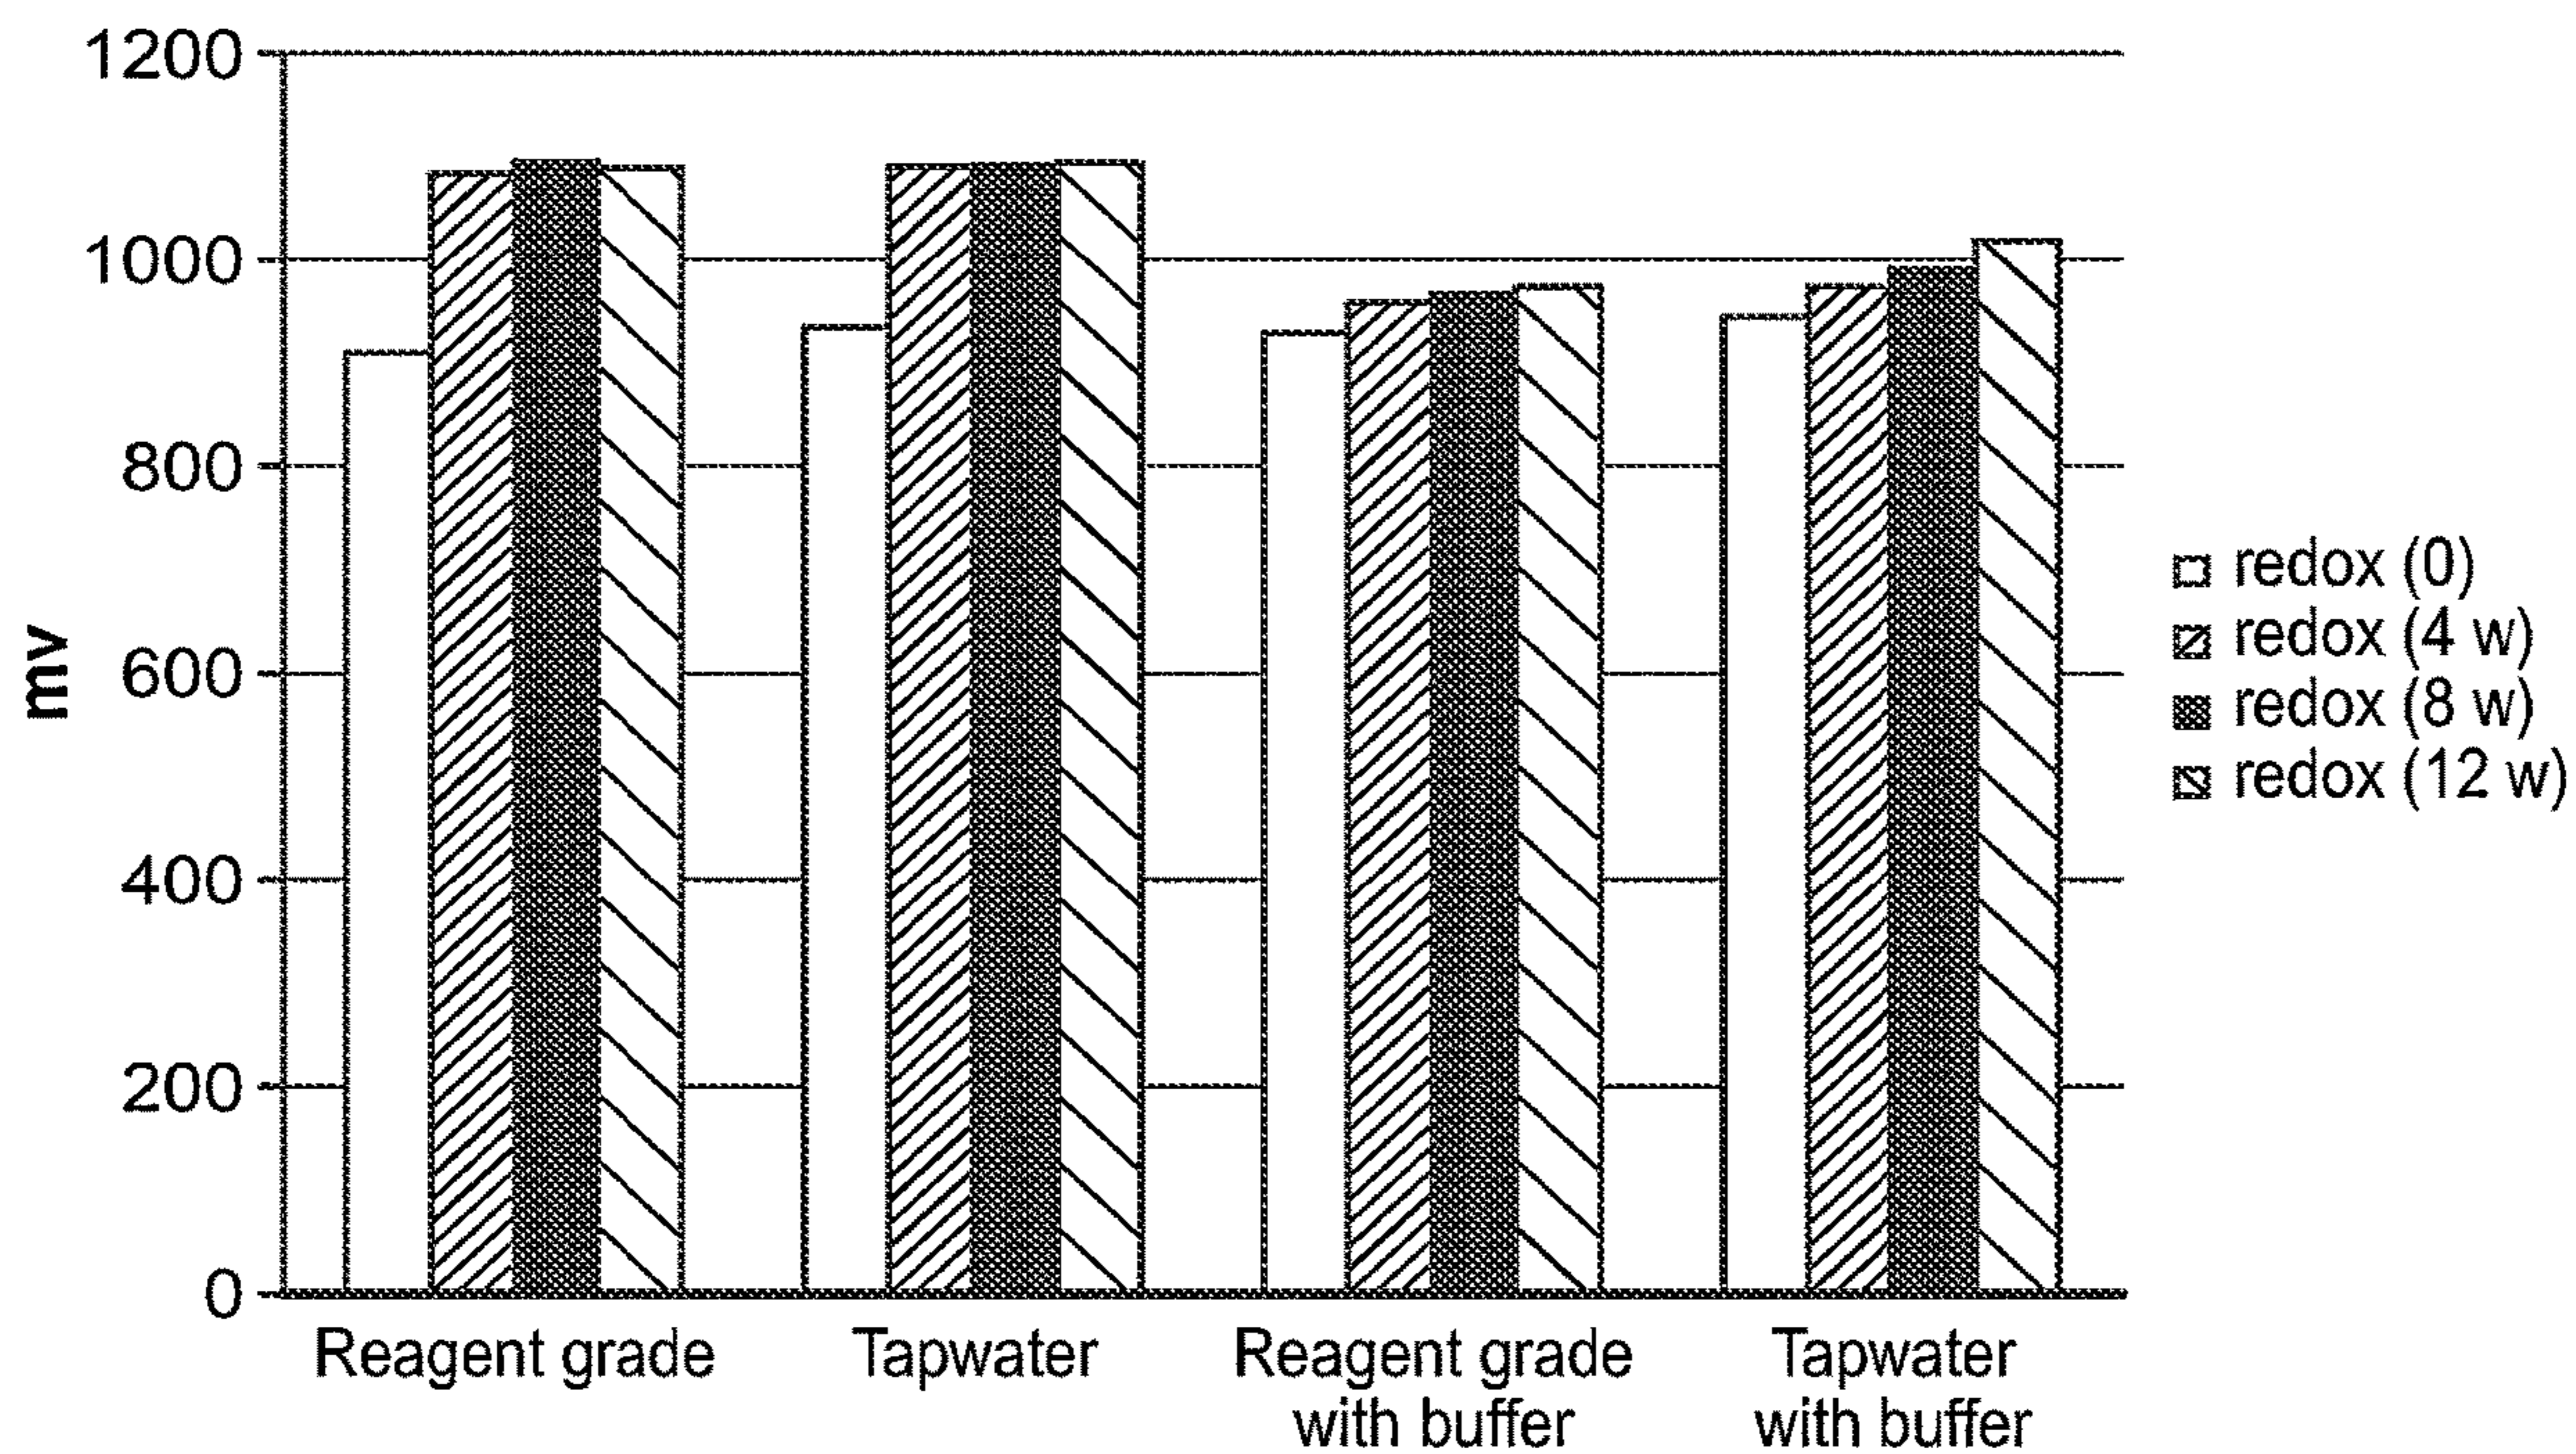 1200
1000
800
600
400
200
0
mv
Reagent grade
Tapwater
Reagent grade
with buffer
Tapwater
with buffer
redox (0)
redox (4 w)
redox (8 w)
redox (12 w)